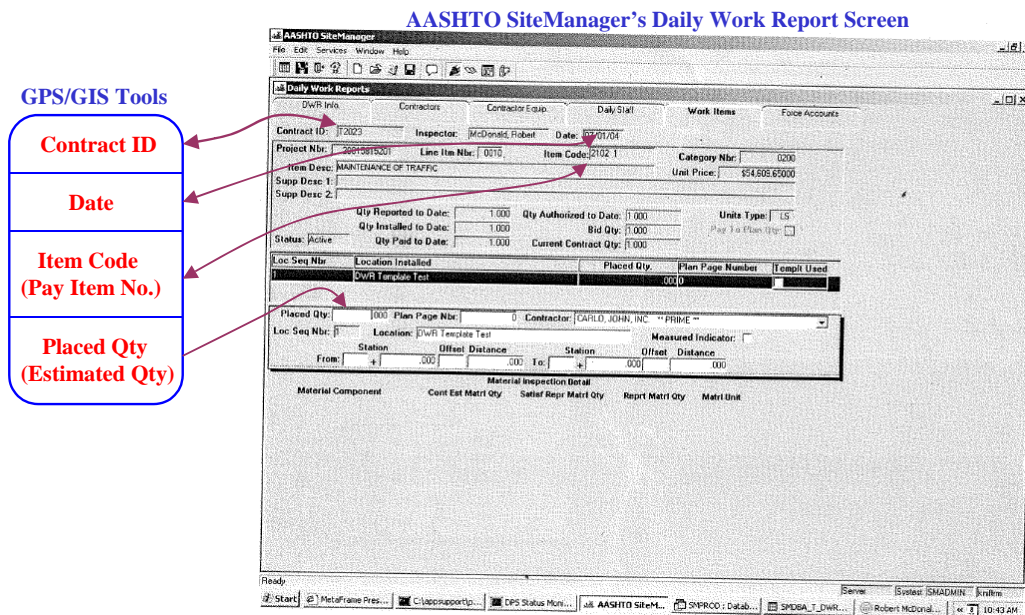 AASHTO SiteManager's Daily Work Report Screen
GPS/GIS Tools
Contract ID
Date
Item Code
(Pay Item No.)
Placed Qty
(Estimated Qty)
AASHTO SiteManager
File Edit Services Window Help
Daily Work Reports
DWR Info. Contractors Contractor Equip. Daily Staff Work Items Force Accounts
Contract ID: T2023 Inspector: McDonald, Robert Date: 07/01/04
Project Nbr: 20015815201 Line Itm Nbr: 0010 Item Code: 2102 1 Category Nbr: 0200
Item Desc: MAINTENANCE OF TRAFFIC Unit Price: $54,609.65000
Supp Desc 1:
Supp Desc 2:
Qty Reported to Date: 1.000 Qty Authorized to Date: 1.000 Units Type: LS
Qty Installed to Date: 1.000 Bid Qty: 1.000 Pay To Plan Qty:
Status: Active Qty Paid to Date: 1.000 Current Contract Qty: 1.000
Loc Seq Nbr Location Installed Placed Qty. Plan Page Number Templt Used
1 DWR Template Test .000 0
Placed Qty: .000 Plan Page Nbr: 0 Contractor: CARLO, JOHN, INC. ** PRIME **
Loc Seq Nbr: 1 Location: DWR Template Test Measured Indicator:
Station Offset Distance Station Offset Distance
From: + .000 .000 To: + .000 .000
Material Inspection Detail
Material Component Cont Est Matrl Qty Satisf Repr Matrl Qty Reprt Matrl Qty Matrl Unit
Ready
Server System SMADMIN kniftm
Start MetaFrame Pres... C:\appsupport\p... DPS Status Moni... AASHTO SiteM... SMPROD : Datab... SMDBA_T_DWR... Robert McDonal... 10:43 AM